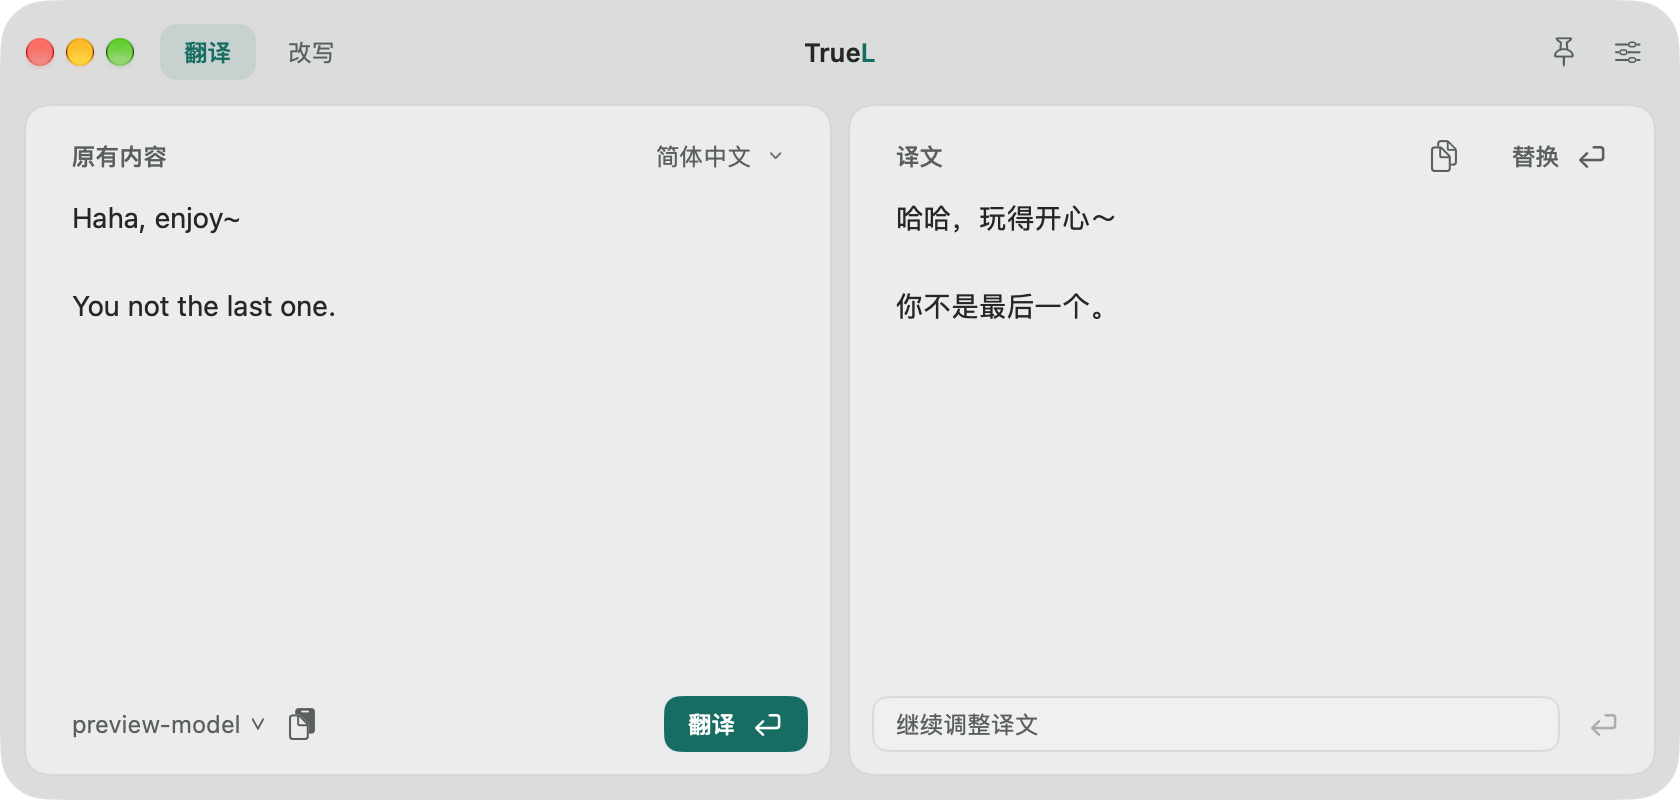 翻译 改写 TrueL
原有内容 简体中文
Haha, enjoy~
You not the last one.
preview-model 翻译
译文 替换
哈哈，玩得开心～
你不是最后一个。
继续调整译文